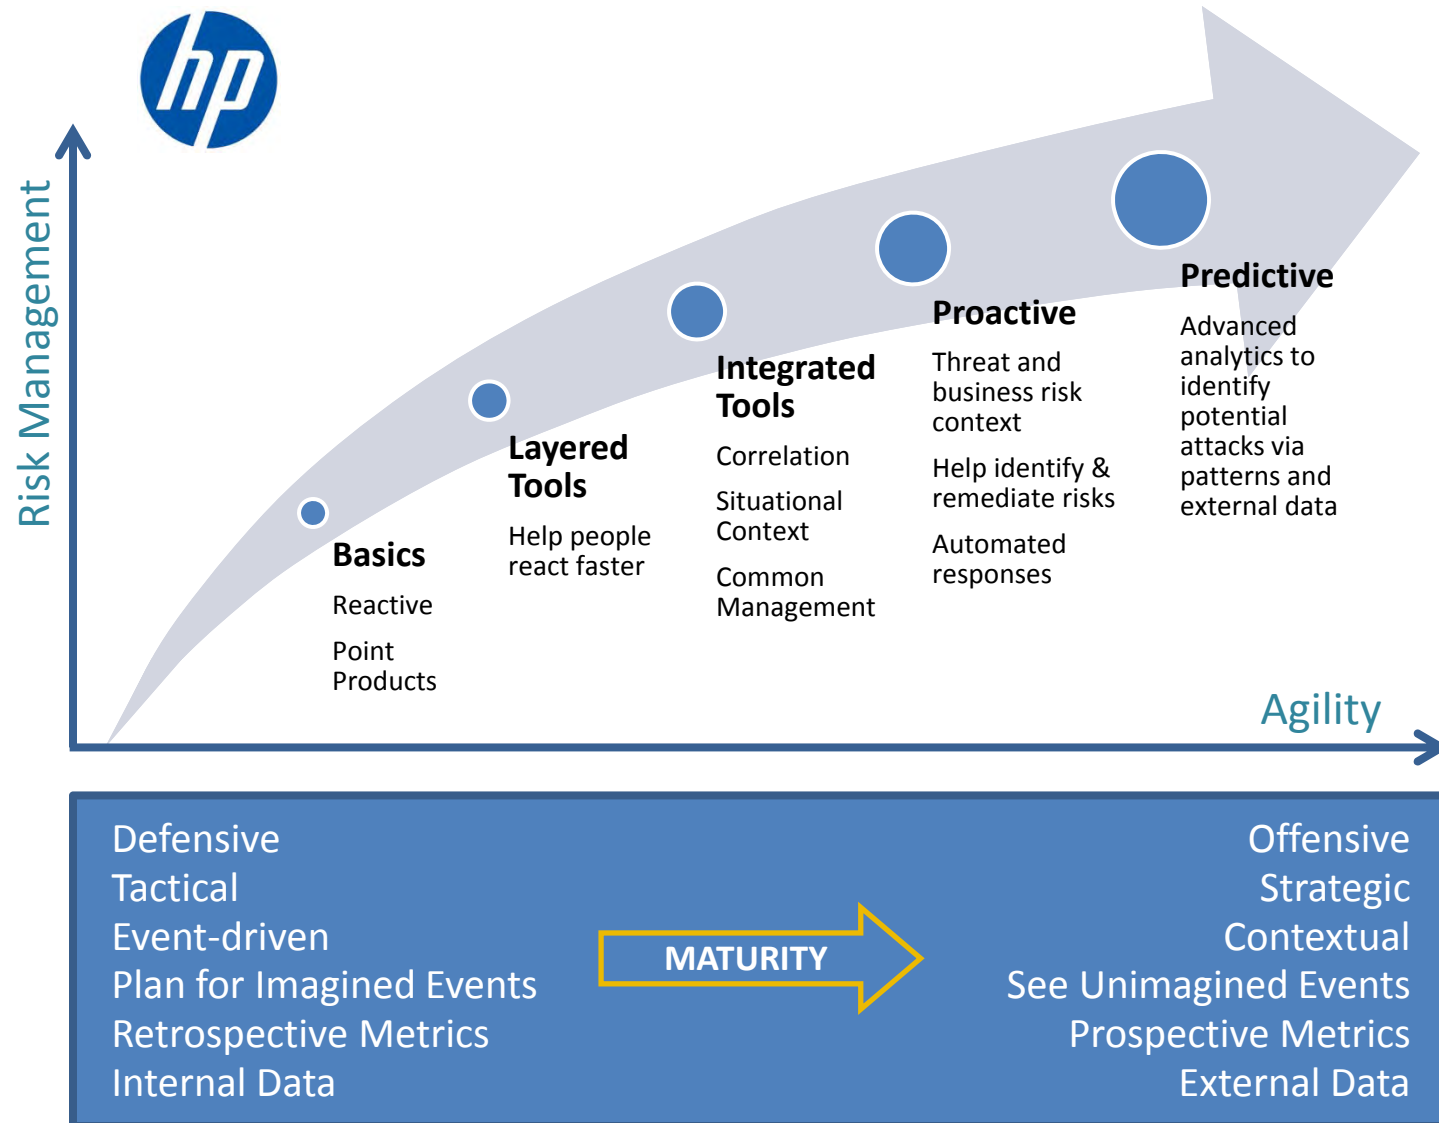 hp
Risk Management
Basics
Reactive
Point
Products
Layered
Tools
Help people
react faster
Integrated
Tools
Correlation
Situational
Context
Common
Management
Proactive
Threat and
business risk
context
Help identify &
remediate risks
Automated
responses
Predictive
Advanced
analytics to
identify
potential
attacks via
patterns and
external data
Agility
Defensive
Tactical
Event-driven
Plan for Imagined Events
Retrospective Metrics
Internal Data
MATURITY
Offensive
Strategic
Contextual
See Unimagined Events
Prospective Metrics
External Data